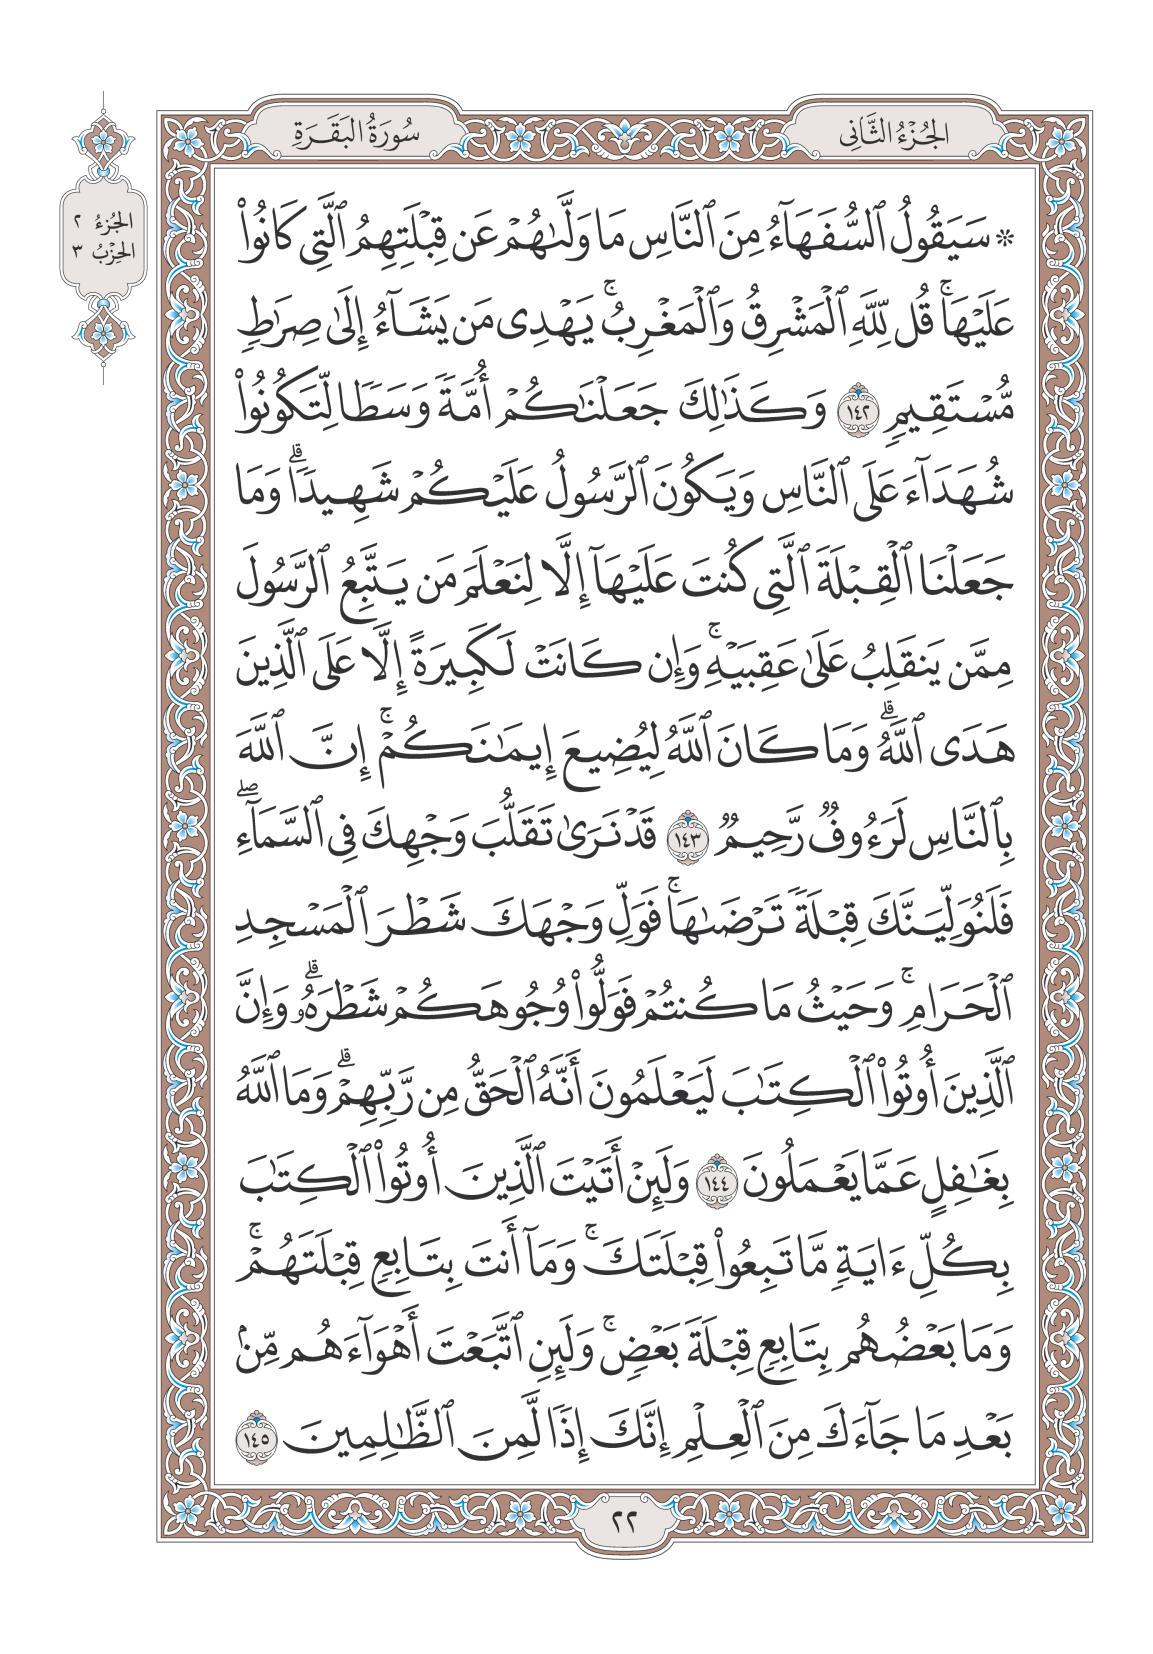 الجُزْءُ الثَّانِي
سُورَةُ البَقَرَةِ
الجُزءُ ٢
الحِزْبُ ٣
۞ سَيَقُولُ ٱلسُّفَهَآءُ مِنَ ٱلنَّاسِ مَا وَلَّىٰهُمْ عَن قِبْلَتِهِمُ ٱلَّتِي كَانُوا۟
عَلَيْهَاۚ قُل لِّلَّهِ ٱلْمَشْرِقُ وَٱلْمَغْرِبُۚ يَهْدِي مَن يَشَآءُ إِلَىٰ صِرَٰطٍ
مُّسْتَقِيمٍ ١٤٢ وَكَذَٰلِكَ جَعَلْنَٰكُمْ أُمَّةً وَسَطًا لِّتَكُونُوا۟
شُهَدَآءَ عَلَى ٱلنَّاسِ وَيَكُونَ ٱلرَّسُولُ عَلَيْكُمْ شَهِيدًاۗ وَمَا
جَعَلْنَا ٱلْقِبْلَةَ ٱلَّتِي كُنتَ عَلَيْهَآ إِلَّا لِنَعْلَمَ مَن يَتَّبِعُ ٱلرَّسُولَ
مِمَّن يَنقَلِبُ عَلَىٰ عَقِبَيْهِۚ وَإِن كَانَتْ لَكَبِيرَةً إِلَّا عَلَى ٱلَّذِينَ
هَدَى ٱللَّهُۗ وَمَا كَانَ ٱللَّهُ لِيُضِيعَ إِيمَٰنَكُمْۚ إِنَّ ٱللَّهَ
بِٱلنَّاسِ لَرَءُوفٌ رَّحِيمٌ ١٤٣ قَدْ نَرَىٰ تَقَلُّبَ وَجْهِكَ فِي ٱلسَّمَآءِۖ
فَلَنُوَلِّيَنَّكَ قِبْلَةً تَرْضَىٰهَاۚ فَوَلِّ وَجْهَكَ شَطْرَ ٱلْمَسْجِدِ
ٱلْحَرَامِۚ وَحَيْثُ مَا كُنتُمْ فَوَلُّوا۟ وُجُوهَكُمْ شَطْرَهُۥۗ وَإِنَّ
ٱلَّذِينَ أُوتُوا۟ ٱلْكِتَٰبَ لَيَعْلَمُونَ أَنَّهُ ٱلْحَقُّ مِن رَّبِّهِمْۗ وَمَا ٱللَّهُ
بِغَٰفِلٍ عَمَّا يَعْمَلُونَ ١٤٤ وَلَئِنْ أَتَيْتَ ٱلَّذِينَ أُوتُوا۟ ٱلْكِتَٰبَ
بِكُلِّ ءَايَةٍ مَّا تَبِعُوا۟ قِبْلَتَكَۚ وَمَآ أَنتَ بِتَابِعٍ قِبْلَتَهُمْۚ
وَمَا بَعْضُهُم بِتَابِعٍ قِبْلَةَ بَعْضٍۚ وَلَئِنِ ٱتَّبَعْتَ أَهْوَآءَهُم مِّنۢ
بَعْدِ مَا جَآءَكَ مِنَ ٱلْعِلْمِ إِنَّكَ إِذًا لَّمِنَ ٱلظَّٰلِمِينَ ١٤٥
٢٢